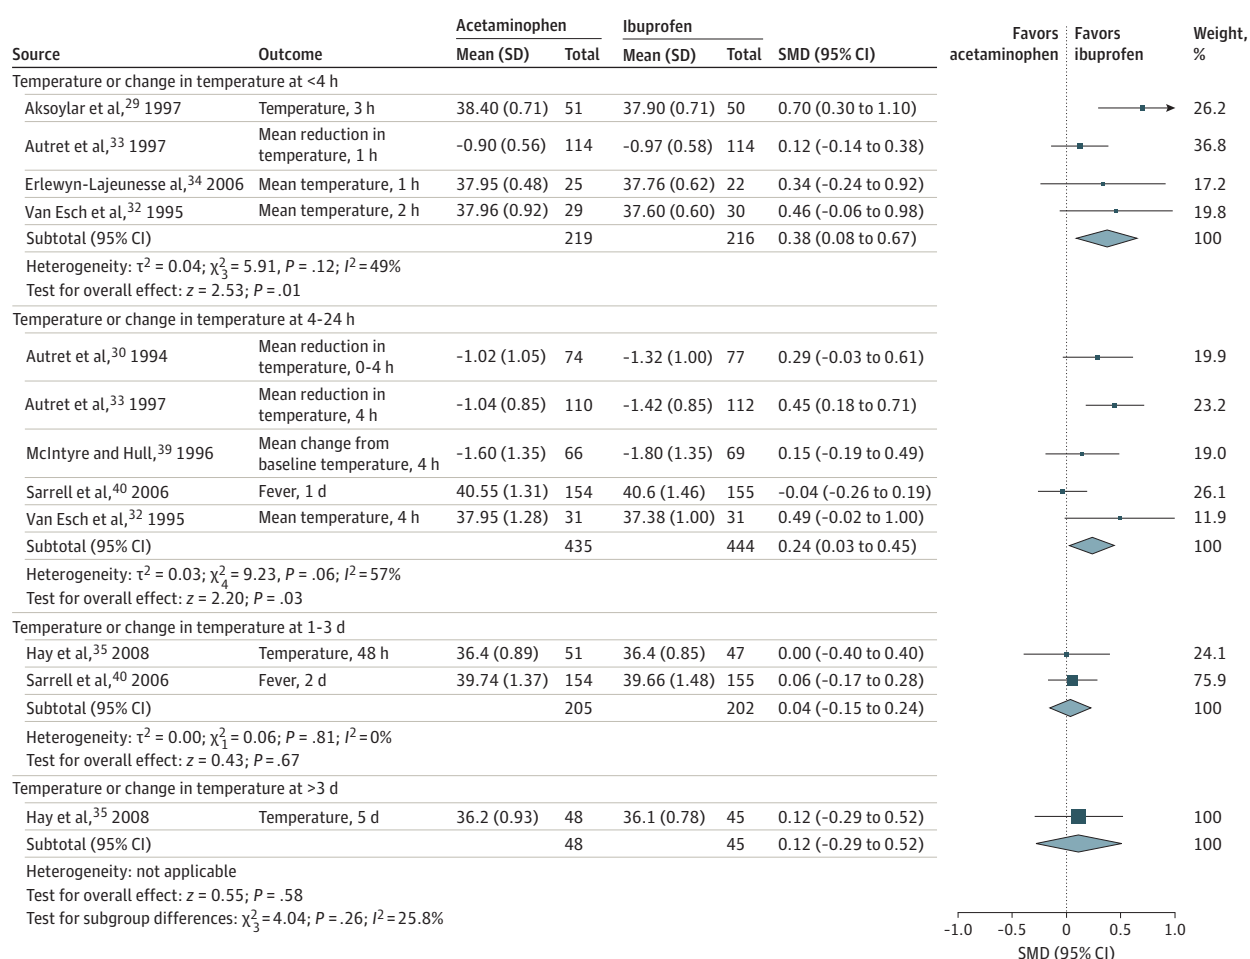 Acetaminophen Ibuprofen Favors Favors Weight,
Source Outcome Mean (SD) Total Mean (SD) Total SMD (95% CI) acetaminophen ibuprofen %
Temperature or change in temperature at <4 h
Aksoylar et al,29 1997 Temperature, 3 h 38.40 (0.71) 51 37.90 (0.71) 50 0.70 (0.30 to 1.10) 26.2
Autret et al,33 1997 Mean reduction in temperature, 1 h -0.90 (0.56) 114 -0.97 (0.58) 114 0.12 (-0.14 to 0.38) 36.8
Erlewyn-Lajeunesse al,34 2006 Mean temperature, 1 h 37.95 (0.48) 25 37.76 (0.62) 22 0.34 (-0.24 to 0.92) 17.2
Van Esch et al,32 1995 Mean temperature, 2 h 37.96 (0.92) 29 37.60 (0.60) 30 0.46 (-0.06 to 0.98) 19.8
Subtotal (95% CI) 219 216 0.38 (0.08 to 0.67) 100
Heterogeneity: τ2 = 0.04; χ2 3 = 5.91, P = .12; I2 = 49%
Test for overall effect: z = 2.53; P = .01
Temperature or change in temperature at 4-24 h
Autret et al,30 1994 Mean reduction in temperature, 0-4 h -1.02 (1.05) 74 -1.32 (1.00) 77 0.29 (-0.03 to 0.61) 19.9
Autret et al,33 1997 Mean reduction in temperature, 4 h -1.04 (0.85) 110 -1.42 (0.85) 112 0.45 (0.18 to 0.71) 23.2
McIntyre and Hull,39 1996 Mean change from baseline temperature, 4 h -1.60 (1.35) 66 -1.80 (1.35) 69 0.15 (-0.19 to 0.49) 19.0
Sarrell et al,40 2006 Fever, 1 d 40.55 (1.31) 154 40.6 (1.46) 155 -0.04 (-0.26 to 0.19) 26.1
Van Esch et al,32 1995 Mean temperature, 4 h 37.95 (1.28) 31 37.38 (1.00) 31 0.49 (-0.02 to 1.00) 11.9
Subtotal (95% CI) 435 444 0.24 (0.03 to 0.45) 100
Heterogeneity: τ2 = 0.03; χ2 4 = 9.23, P = .06; I2 = 57%
Test for overall effect: z = 2.20; P = .03
Temperature or change in temperature at 1-3 d
Hay et al,35 2008 Temperature, 48 h 36.4 (0.89) 51 36.4 (0.85) 47 0.00 (-0.40 to 0.40) 24.1
Sarrell et al,40 2006 Fever, 2 d 39.74 (1.37) 154 39.66 (1.48) 155 0.06 (-0.17 to 0.28) 75.9
Subtotal (95% CI) 205 202 0.04 (-0.15 to 0.24) 100
Heterogeneity: τ2 = 0.00; χ2 1 = 0.06; P = .81; I2 = 0%
Test for overall effect: z = 0.43; P = .67
Temperature or change in temperature at >3 d
Hay et al,35 2008 Temperature, 5 d 36.2 (0.93) 48 36.1 (0.78) 45 0.12 (-0.29 to 0.52) 100
Subtotal (95% CI) 48 45 0.12 (-0.29 to 0.52) 100
Heterogeneity: not applicable
Test for overall effect: z = 0.55; P = .58
Test for subgroup differences: χ2 3 = 4.04; P = .26; I2 = 25.8%
-1.0 -0.5 0 0.5 1.0
SMD (95% CI)